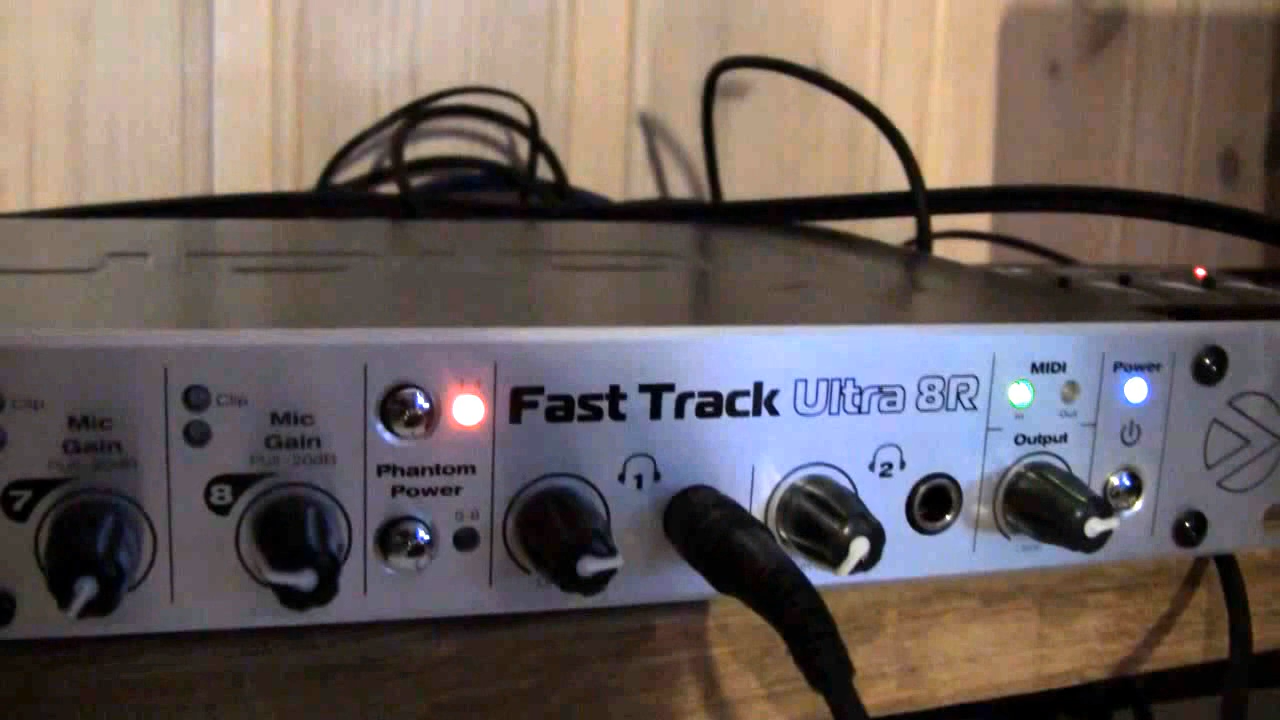 Clip
Mic
Gain
7
Clip
Mic
Gain
Pull -20dB
8
Phantom
Power
5-8
Fast Track Ultra 8R
1
2
MIDI
In
Out
Output
Power